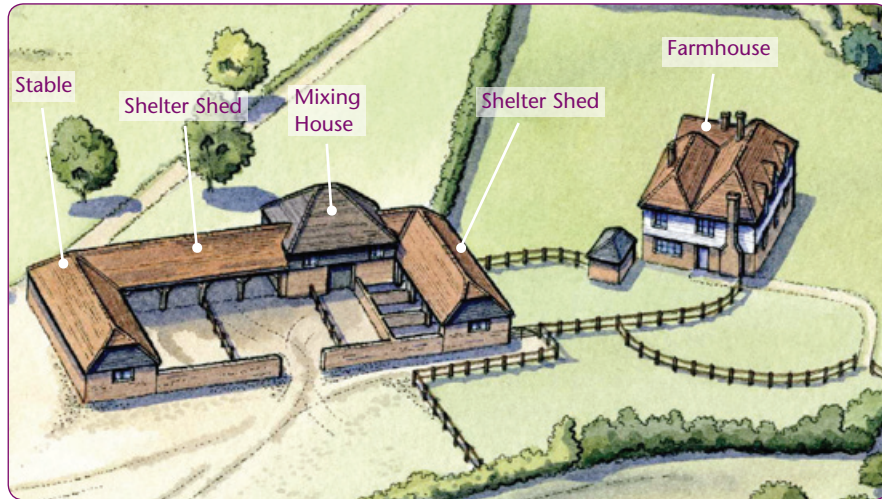 Stable
Shelter Shed
Mixing
House
Shelter Shed
Farmhouse